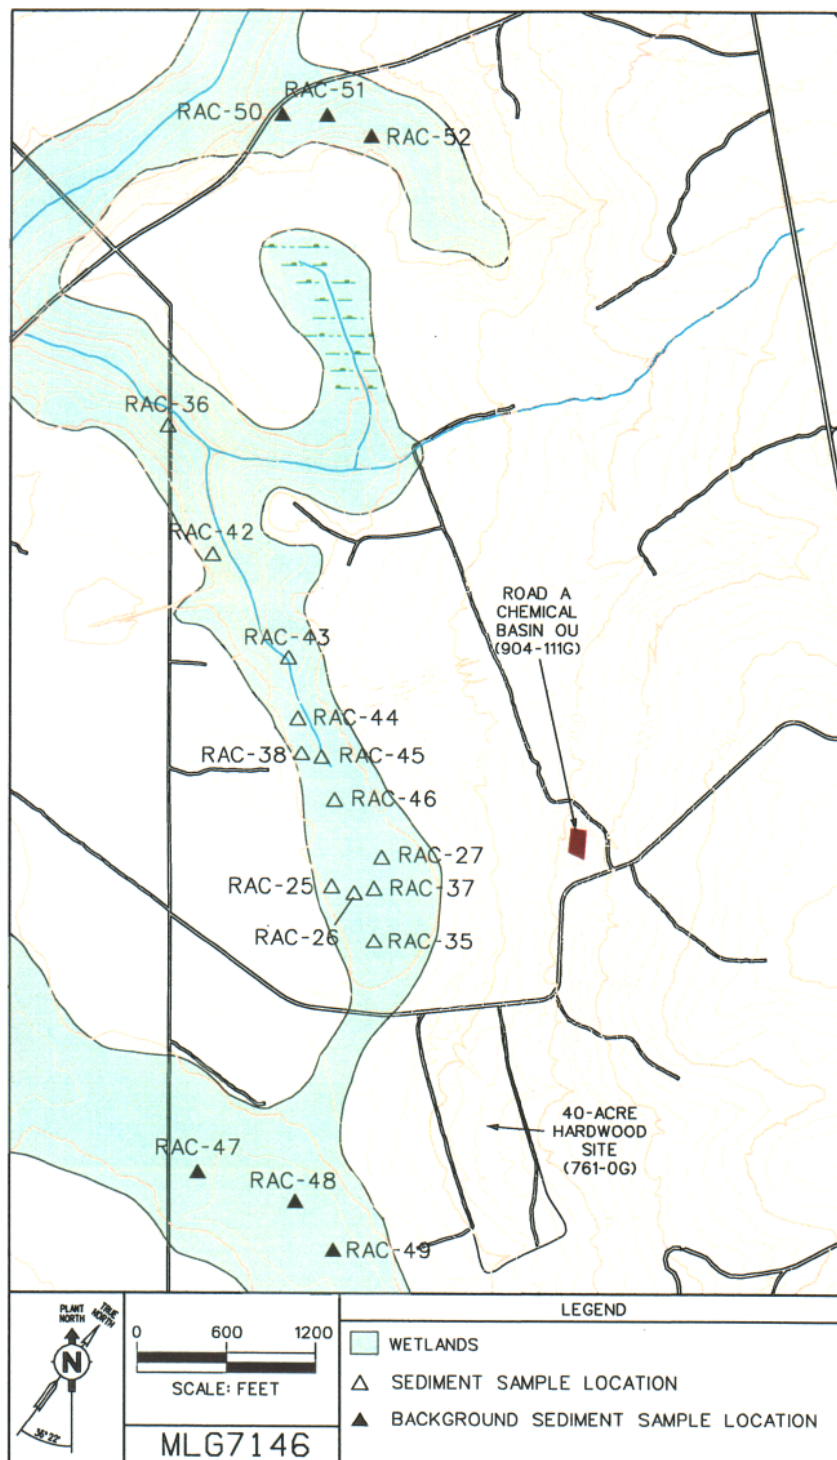 RAC-51
RAC-50
RAC-52
RAC-36
RAC-42
ROAD A
CHEMICAL
BASIN OU
(904-111G)
RAC-43
RAC-44
RAC-38
RAC-45
RAC-46
RAC-27
RAC-25
RAC-37
RAC-26
RAC-35
40-ACRE
HARDWOOD
SITE
(761-0G)
RAC-47
RAC-48
RAC-49
PLANT
NORTH
TRUE
NORTH
N
36° 22'
0 600 1200
SCALE: FEET
MLG7146
LEGEND
WETLANDS
SEDIMENT SAMPLE LOCATION
BACKGROUND SEDIMENT SAMPLE LOCATION